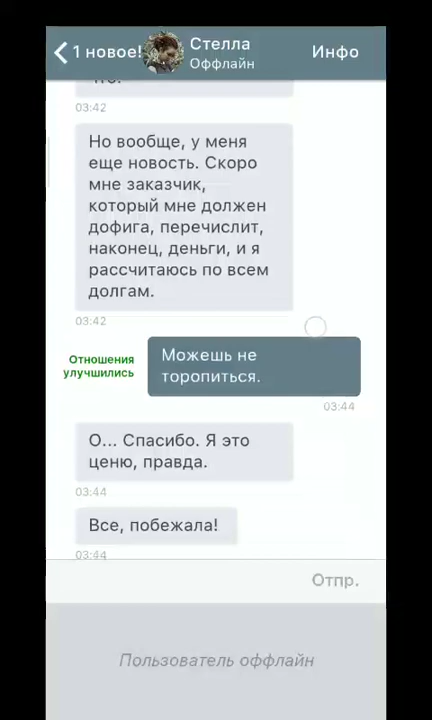 1 новое!
Стелла
Оффлайн
Инфо
03:42
Но вообще, у меня
еще новость. Скоро
мне заказчик,
который мне должен
дофига, перечислит,
наконец, деньги, и я
рассчитаюсь по всем
долгам.
03:42
Отношения
улучшились
Можешь не
торопиться.
03:44
О... Спасибо. Я это
ценю, правда.
03:44
Все, побежала!
03:44
Отпр.
Пользователь оффлайн